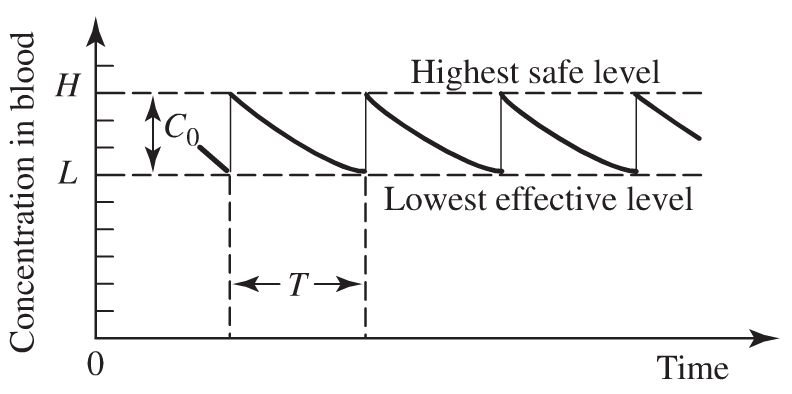 Concentration in blood
H
Highest safe level
C0
L
Lowest effective level
T
0
Time